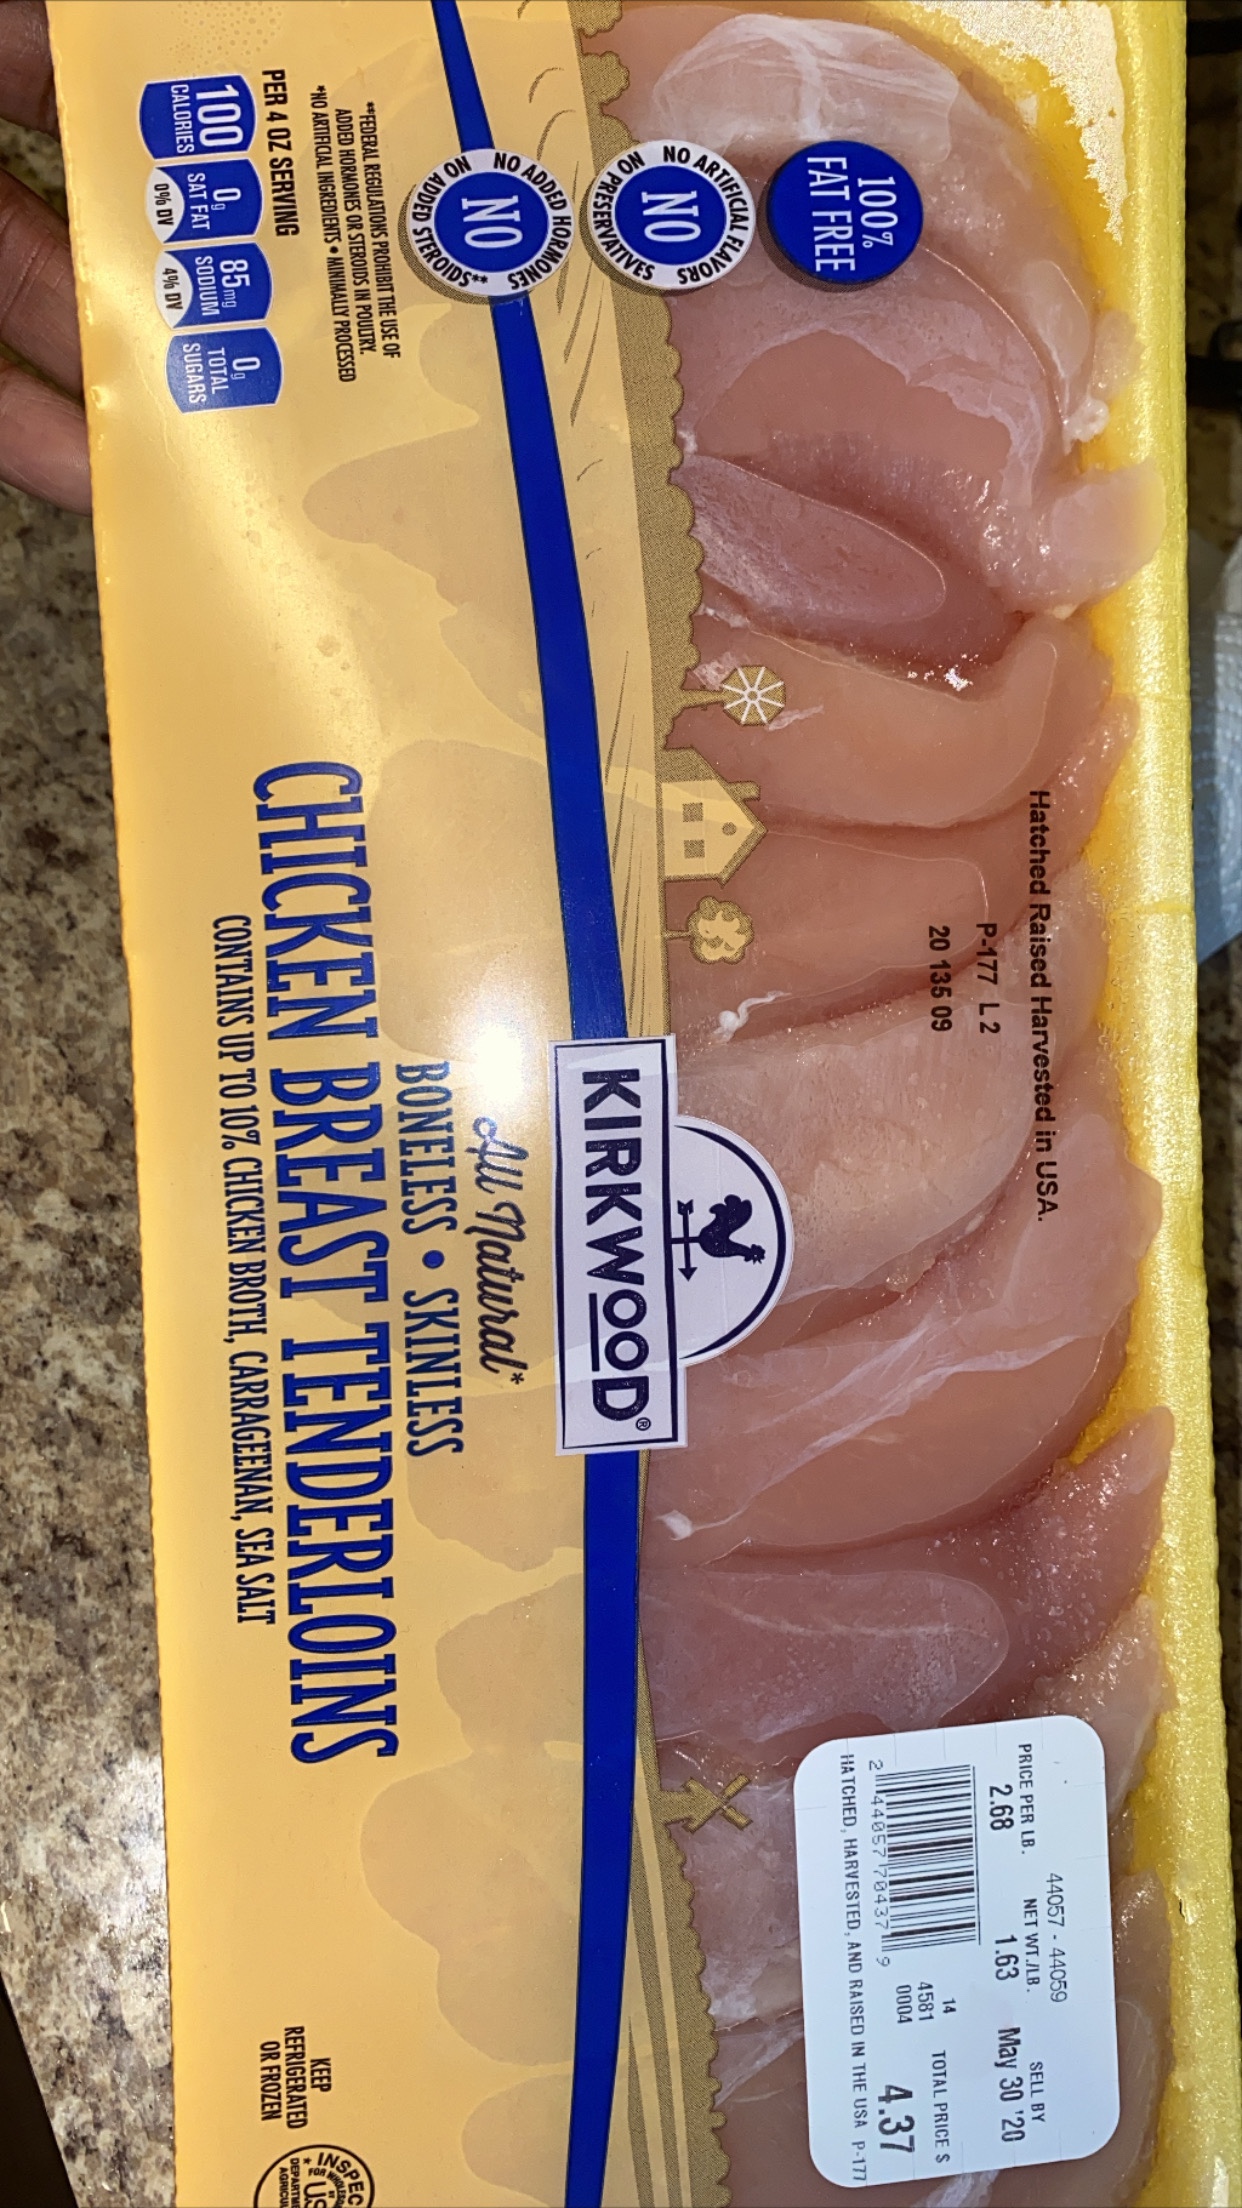 100%
FAT FREE
NO ARTIFICIAL FLAVORS
NO
NO PRESERVATIVES
NO ADDED HORMONES
NO
NO ADDED STEROIDS**
**FEDERAL REGULATIONS PROHIBIT THE USE OF
ADDED HORMONES OR STEROIDS IN POULTRY.
*NO ARTIFICIAL INGREDIENTS • MINIMALLY PROCESSED
PER 4 OZ SERVING
100
CALORIES
0g
SAT FAT
0% DV
85mg
SODIUM
4% DV
0g
TOTAL
SUGARS
Hatched Raised Harvested in USA.
P-177 L 2
20 135 09
KIRKWOOD®
All Natural*
BONELESS • SKINLESS
CHICKEN BREAST TENDERLOINS
CONTAINS UP TO 10% CHICKEN BROTH, CARRAGEENAN, SEA SALT
44057 - 44059
PRICE PER LB. NET WT./LB. SELL BY
2.68 1.63 May 30 '20
14
4581 TOTAL PRICE $
0004 4.37
2 44057 70437 9
HATCHED, HARVESTED, AND RAISED IN THE USA P-177
KEEP
REFRIGERATED
OR FROZEN